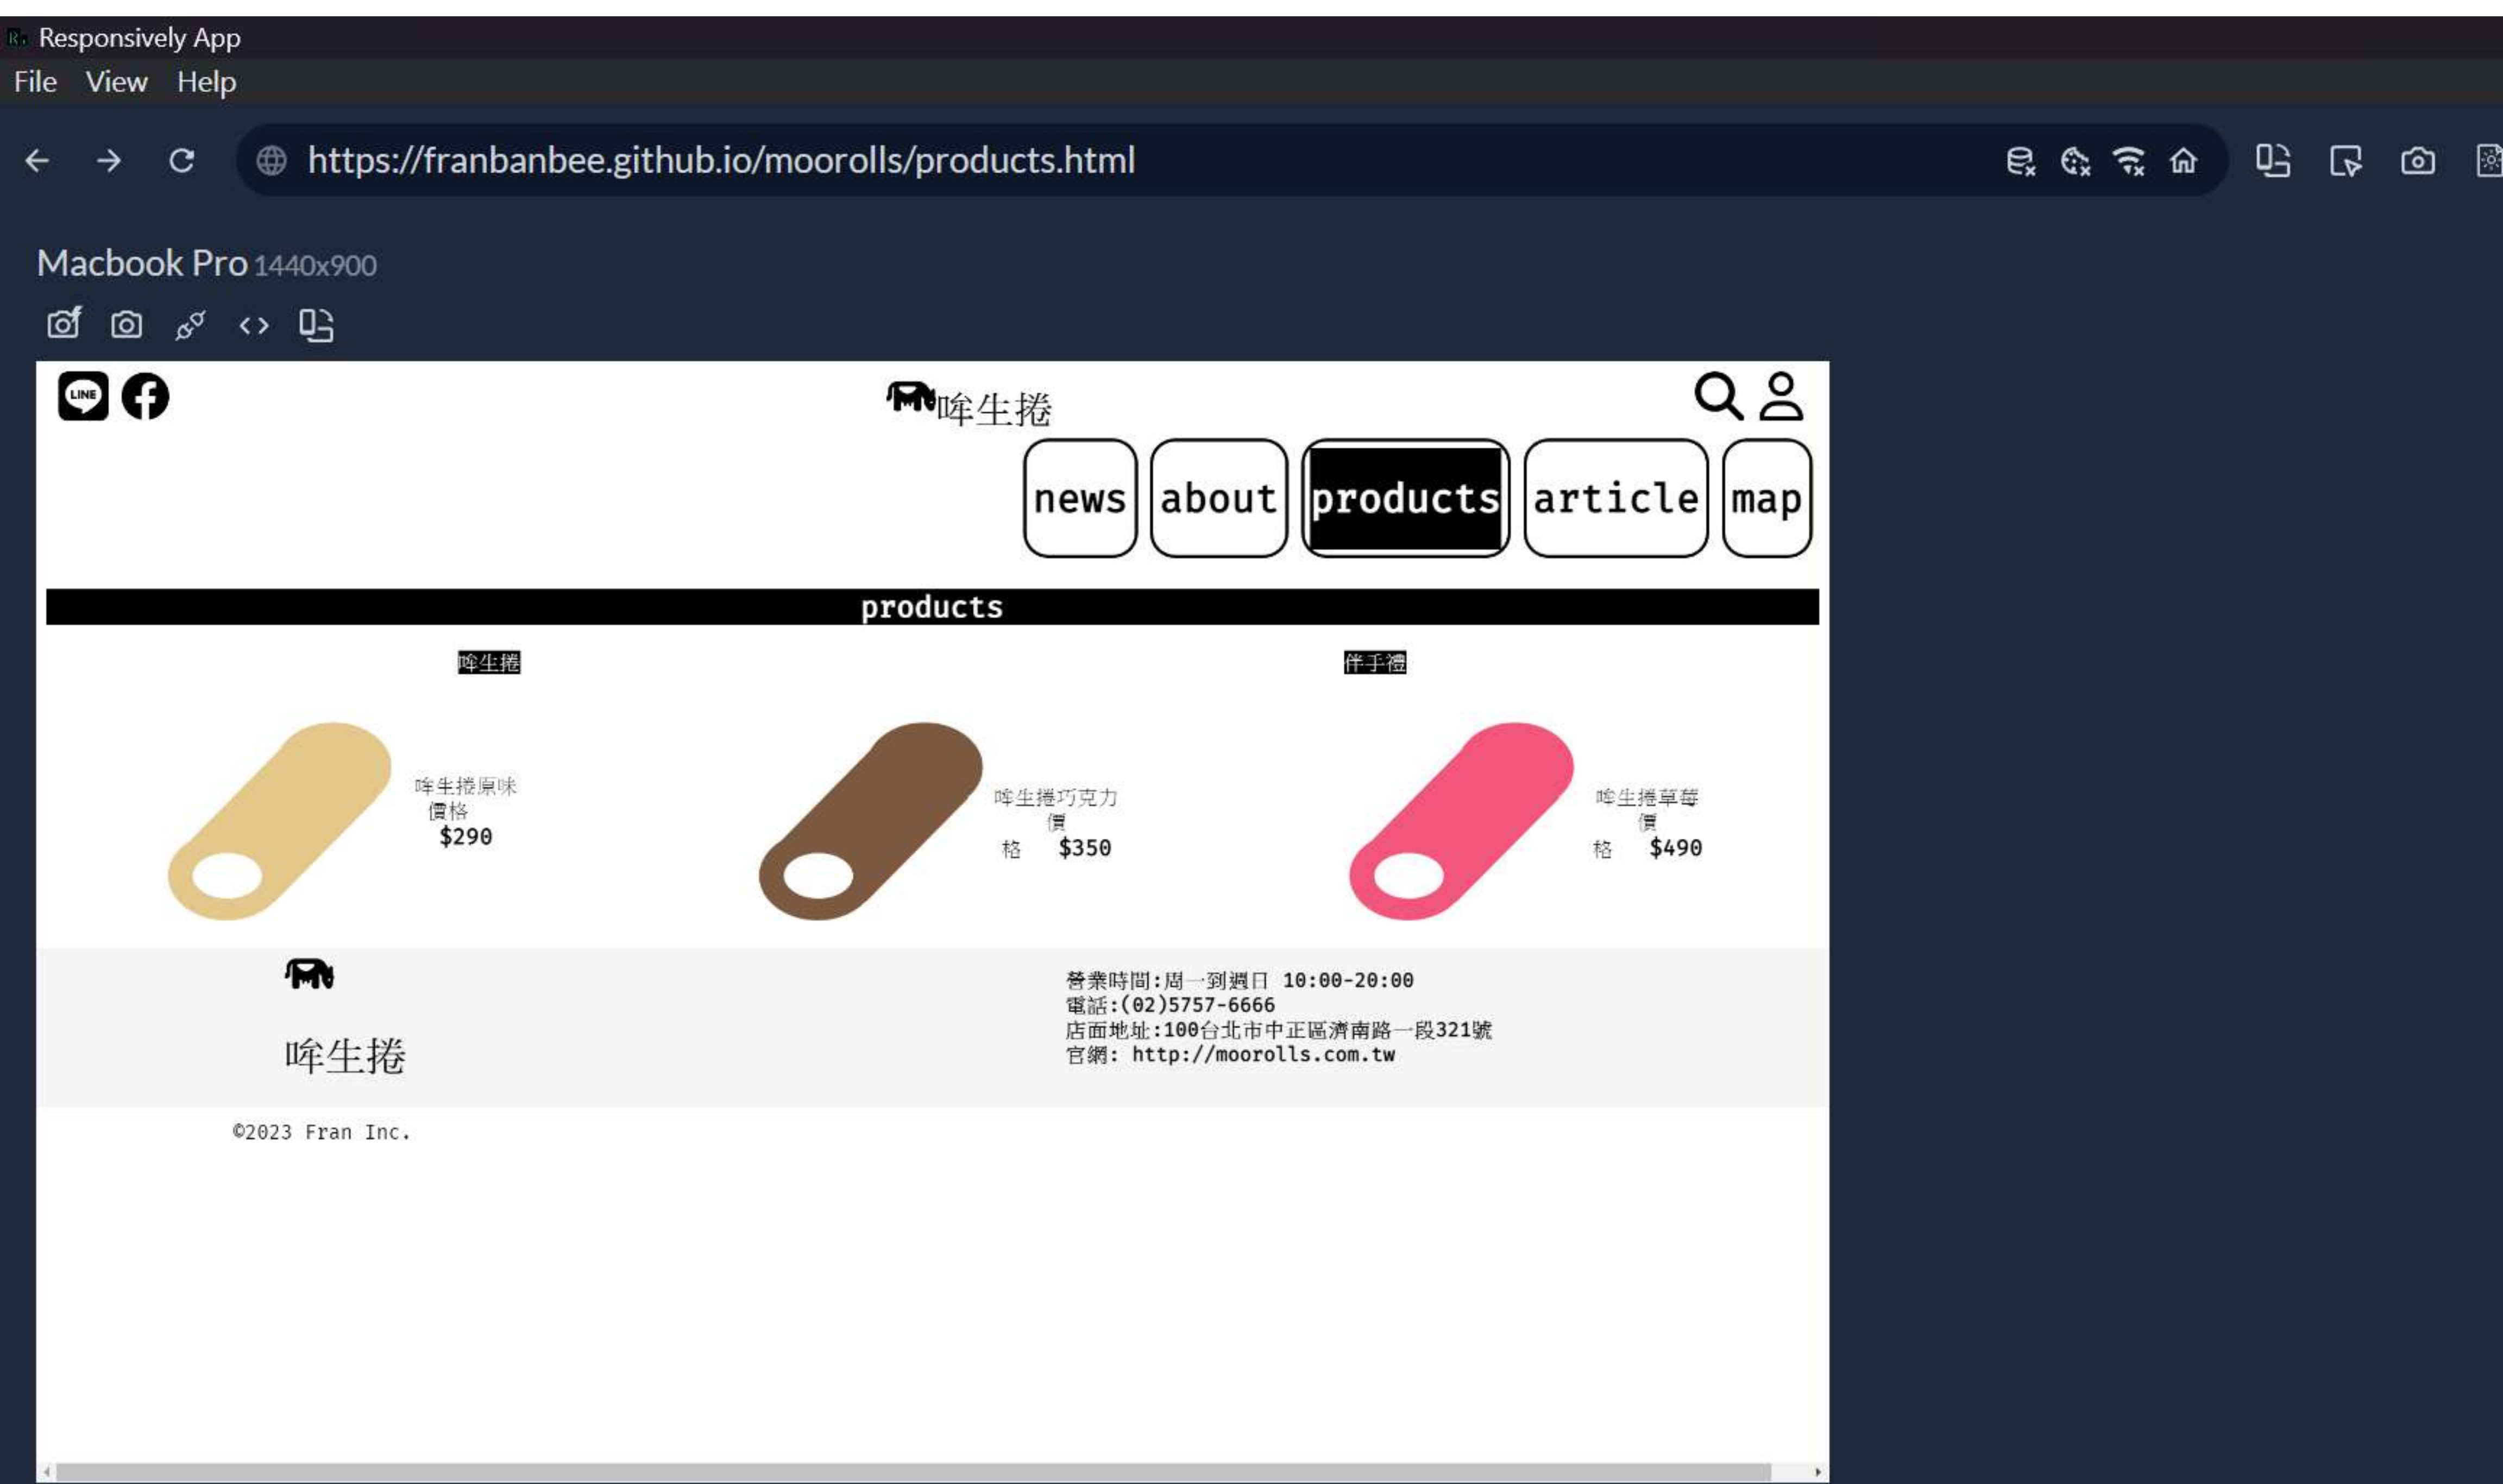 Responsively App
File View Help
https://franbanbee.github.io/moorolls/products.html
Macbook Pro 1440x900
LINE
哞生捲
news about products article map
products
哞生捲 伴手禮
哞生捲原味
價格
$290
哞生捲巧克力
價
格 $350
哞生捲草莓
價
格 $490
哞生捲
營業時間:周一到週日 10:00-20:00
電話:(02)5757-6666
店面地址:100台北市中正區濟南路一段321號
官網: http://moorolls.com.tw
©2023 Fran Inc.